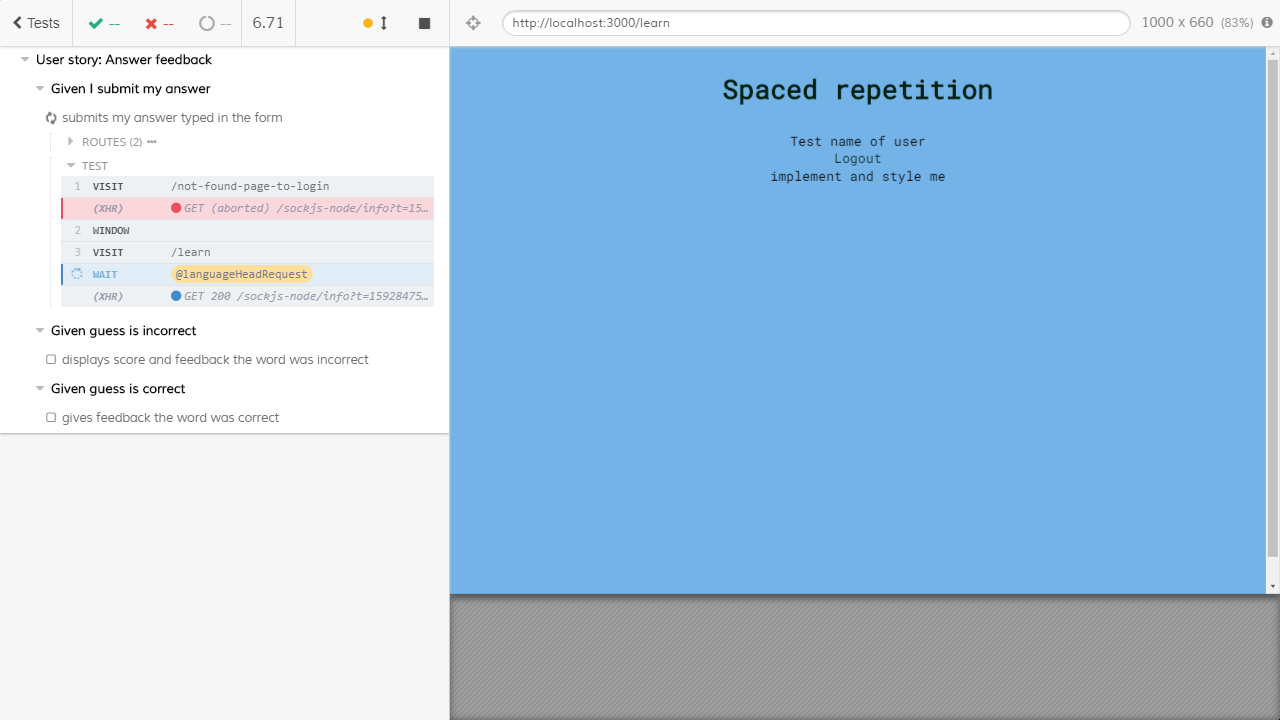 Tests -- -- -- 6.71
User story: Answer feedback
Given I submit my answer
submits my answer typed in the form
ROUTES (2) •••
TEST
1 VISIT /not-found-page-to-login
(XHR) GET (aborted) /sockjs-node/info?t=15…
2 WINDOW
3 VISIT /learn
WAIT @languageHeadRequest
(XHR) GET 200 /sockjs-node/info?t=15928475…
Given guess is incorrect
displays score and feedback the word was incorrect
Given guess is correct
gives feedback the word was correct
http://localhost:3000/learn 1000 x 660 (83%)
Spaced repetition
Test name of user
Logout
implement and style me